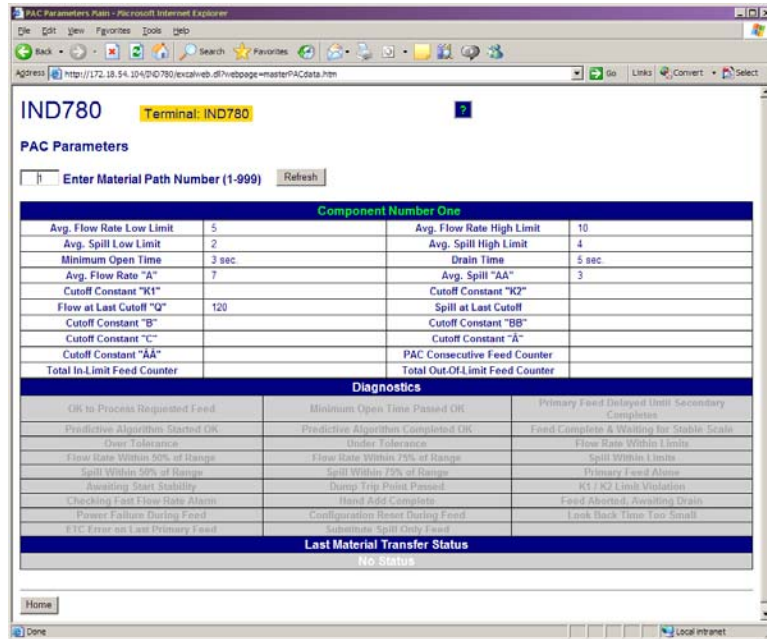 PAC Parameters Main - Microsoft Internet Explorer
File Edit View Favorites Tools Help
Back Search Favorites
Address http://172.18.54.104/IND780/excalweb.dll?webpage=masterPACdata.htm Go Links Convert Select
IND780 Terminal: IND780 ?
PAC Parameters
1 Enter Material Path Number (1-999) Refresh
Component Number One
Avg. Flow Rate Low Limit 5 Avg. Flow Rate High Limit 10
Avg. Spill Low Limit 2 Avg. Spill High Limit 4
Minimum Open Time 3 sec. Drain Time 5 sec.
Avg. Flow Rate "A" 7 Avg. Spill "AA" 3
Cutoff Constant "K1" Cutoff Constant "K2"
Flow at Last Cutoff "Q" 120 Spill at Last Cutoff
Cutoff Constant "B" Cutoff Constant "BB"
Cutoff Constant "C" Cutoff Constant "Â"
Cutoff Constant "ÂÂ" PAC Consecutive Feed Counter
Total In-Limit Feed Counter Total Out-Of-Limit Feed Counter
Diagnostics
OK to Process Requested Feed Minimum Open Time Passed OK Primary Feed Delayed Until Secondary
Completes
Predictive Algorithm Started OK Predictive Algorithm Completed OK Feed Complete & Waiting for Stable Scale
Over Tolerance Under Tolerance Flow Rate Within Limits
Flow Rate Within 50% of Range Flow Rate Within 75% of Range Spill Within Limits
Spill Within 50% of Range Spill Within 75% of Range Primary Feed Alone
Awaiting Start Stability Dump Trip Point Passed K1 / K2 Limit Violation
Checking Fast Flow Rate Alarm Hand Add Complete Feed Aborted, Awaiting Drain
Power Failure During Feed Configuration Reset During Feed Look Back Time Too Small
ETC Error on Last Primary Feed Substitute Spill Only Feed
Last Material Transfer Status
No Status
Home
Done Local intranet